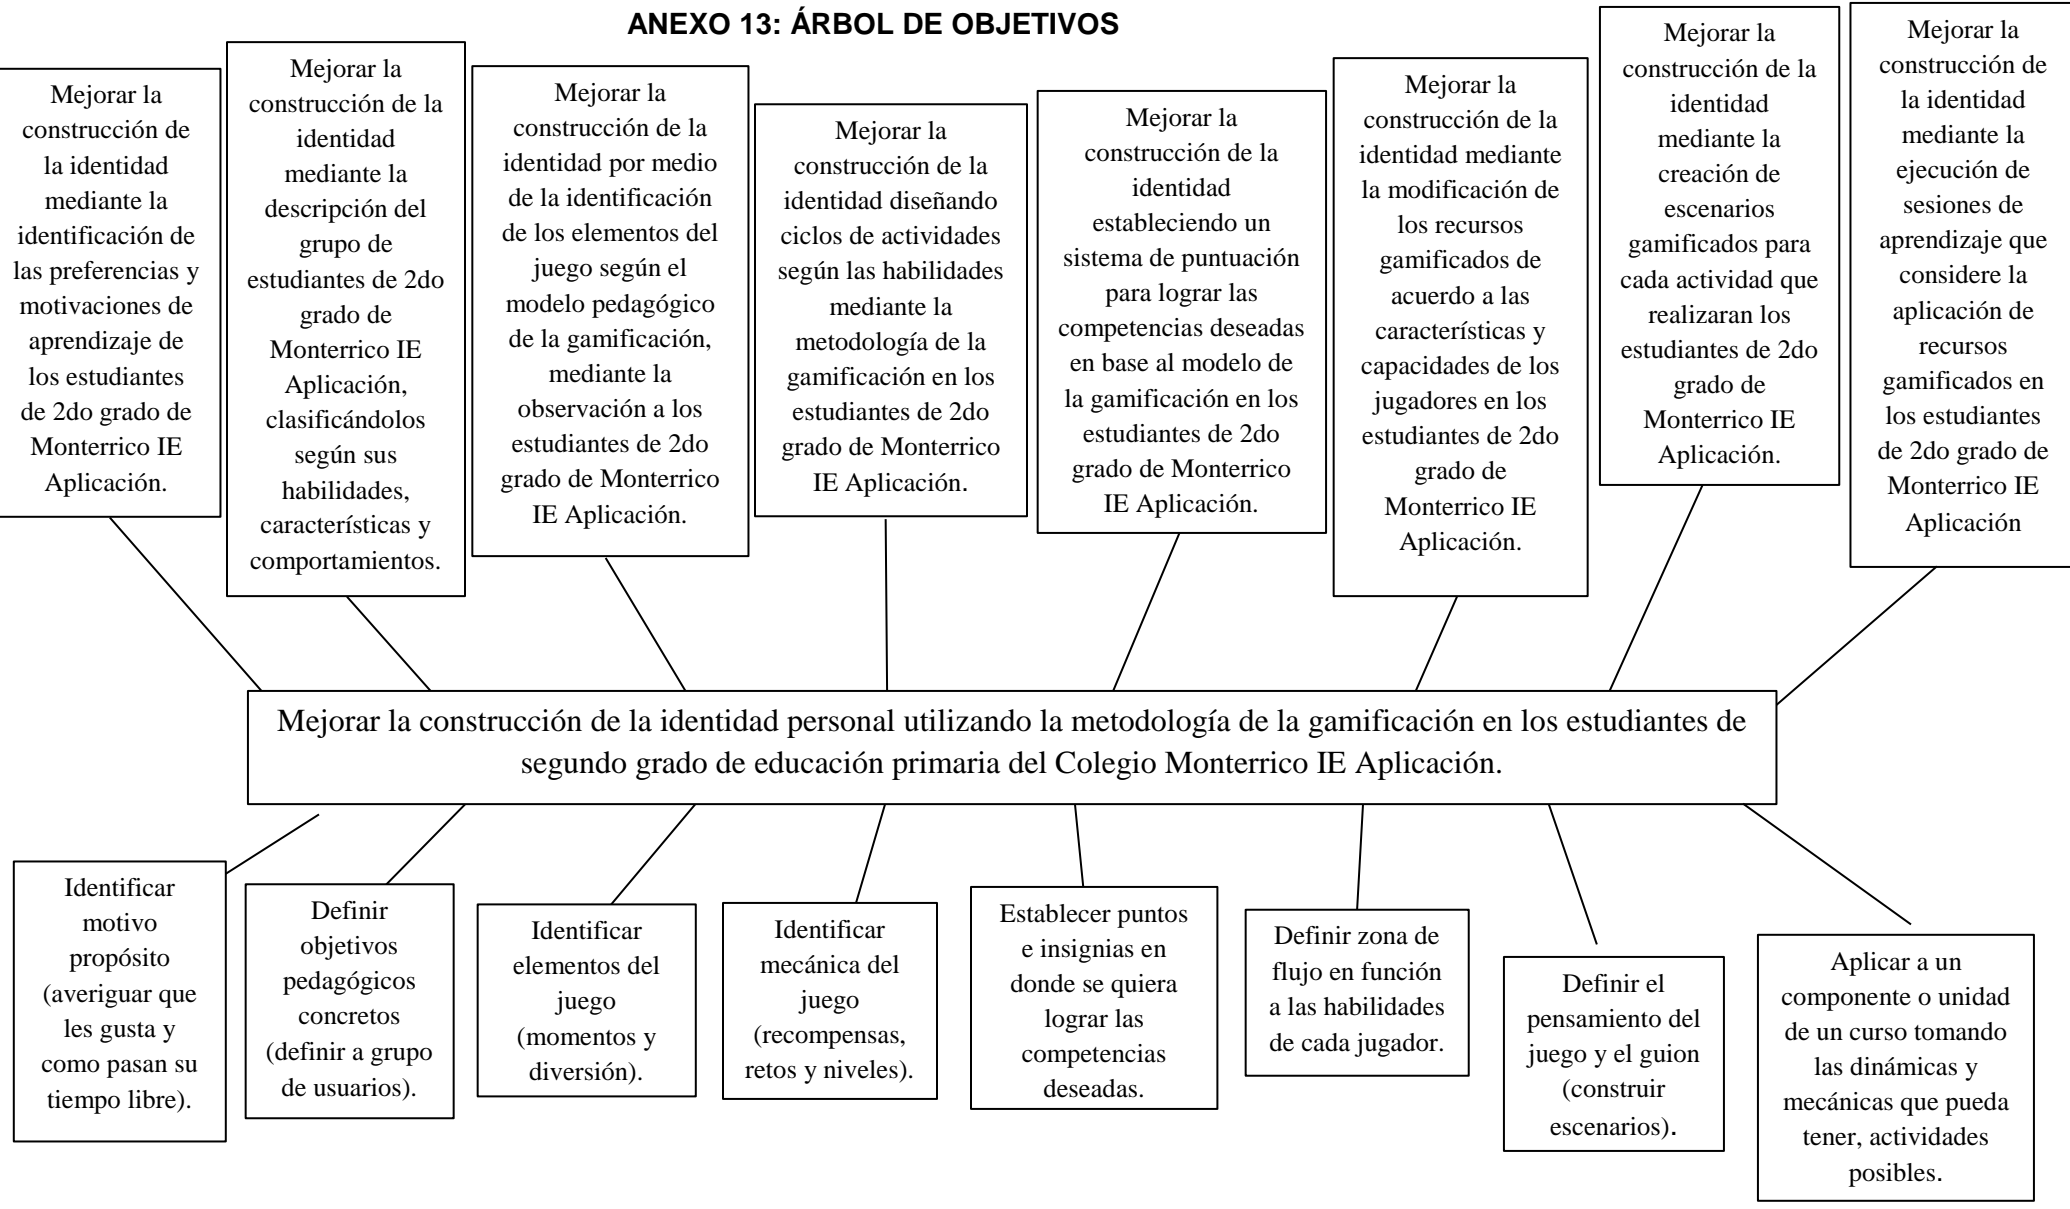 ANEXO 13: ÁRBOL DE OBJETIVOS
Mejorar la
construcción de
la identidad
mediante la
identificación de
las preferencias y
motivaciones de
aprendizaje de
los estudiantes
de 2do grado de
Monterrico IE
Aplicación.
Mejorar la
construcción de la
identidad
mediante la
descripción del
grupo de
estudiantes de 2do
grado de
Monterrico IE
Aplicación,
clasificándolos
según sus
habilidades,
características y
comportamientos.
Mejorar la
construcción de la
identidad por medio
de la identificación
de los elementos del
juego según el
modelo pedagógico
de la gamificación,
mediante la
observación a los
estudiantes de 2do
grado de Monterrico
IE Aplicación.
Mejorar la
construcción de la
identidad diseñando
ciclos de actividades
según las habilidades
mediante la
metodología de la
gamificación en los
estudiantes de 2do
grado de Monterrico
IE Aplicación.
Mejorar la
construcción de la
identidad
estableciendo un
sistema de puntuación
para lograr las
competencias deseadas
en base al modelo de
la gamificación en los
estudiantes de 2do
grado de Monterrico
IE Aplicación.
Mejorar la
construcción de la
identidad mediante
la modificación de
los recursos
gamificados de
acuerdo a las
características y
capacidades de los
jugadores en los
estudiantes de 2do
grado de
Monterrico IE
Aplicación.
Mejorar la
construcción de la
identidad
mediante la
creación de
escenarios
gamificados para
cada actividad que
realizaran los
estudiantes de 2do
grado de
Monterrico IE
Aplicación.
Mejorar la
construcción de
la identidad
mediante la
ejecución de
sesiones de
aprendizaje que
considere la
aplicación de
recursos
gamificados en
los estudiantes
de 2do grado de
Monterrico IE
Aplicación
Mejorar la construcción de la identidad personal utilizando la metodología de la gamificación en los estudiantes de
segundo grado de educación primaria del Colegio Monterrico IE Aplicación.
Identificar
motivo
propósito
(averiguar que
les gusta y
como pasan su
tiempo libre).
Definir
objetivos
pedagógicos
concretos
(definir a grupo
de usuarios).
Identificar
elementos del
juego
(momentos y
diversión).
Identificar
mecánica del
juego
(recompensas,
retos y niveles).
Establecer puntos
e insignias en
donde se quiera
lograr las
competencias
deseadas.
Definir zona de
flujo en función
a las habilidades
de cada jugador.
Definir el
pensamiento del
juego y el guion
(construir
escenarios).
Aplicar a un
componente o unidad
de un curso tomando
las dinámicas y
mecánicas que pueda
tener, actividades
posibles.